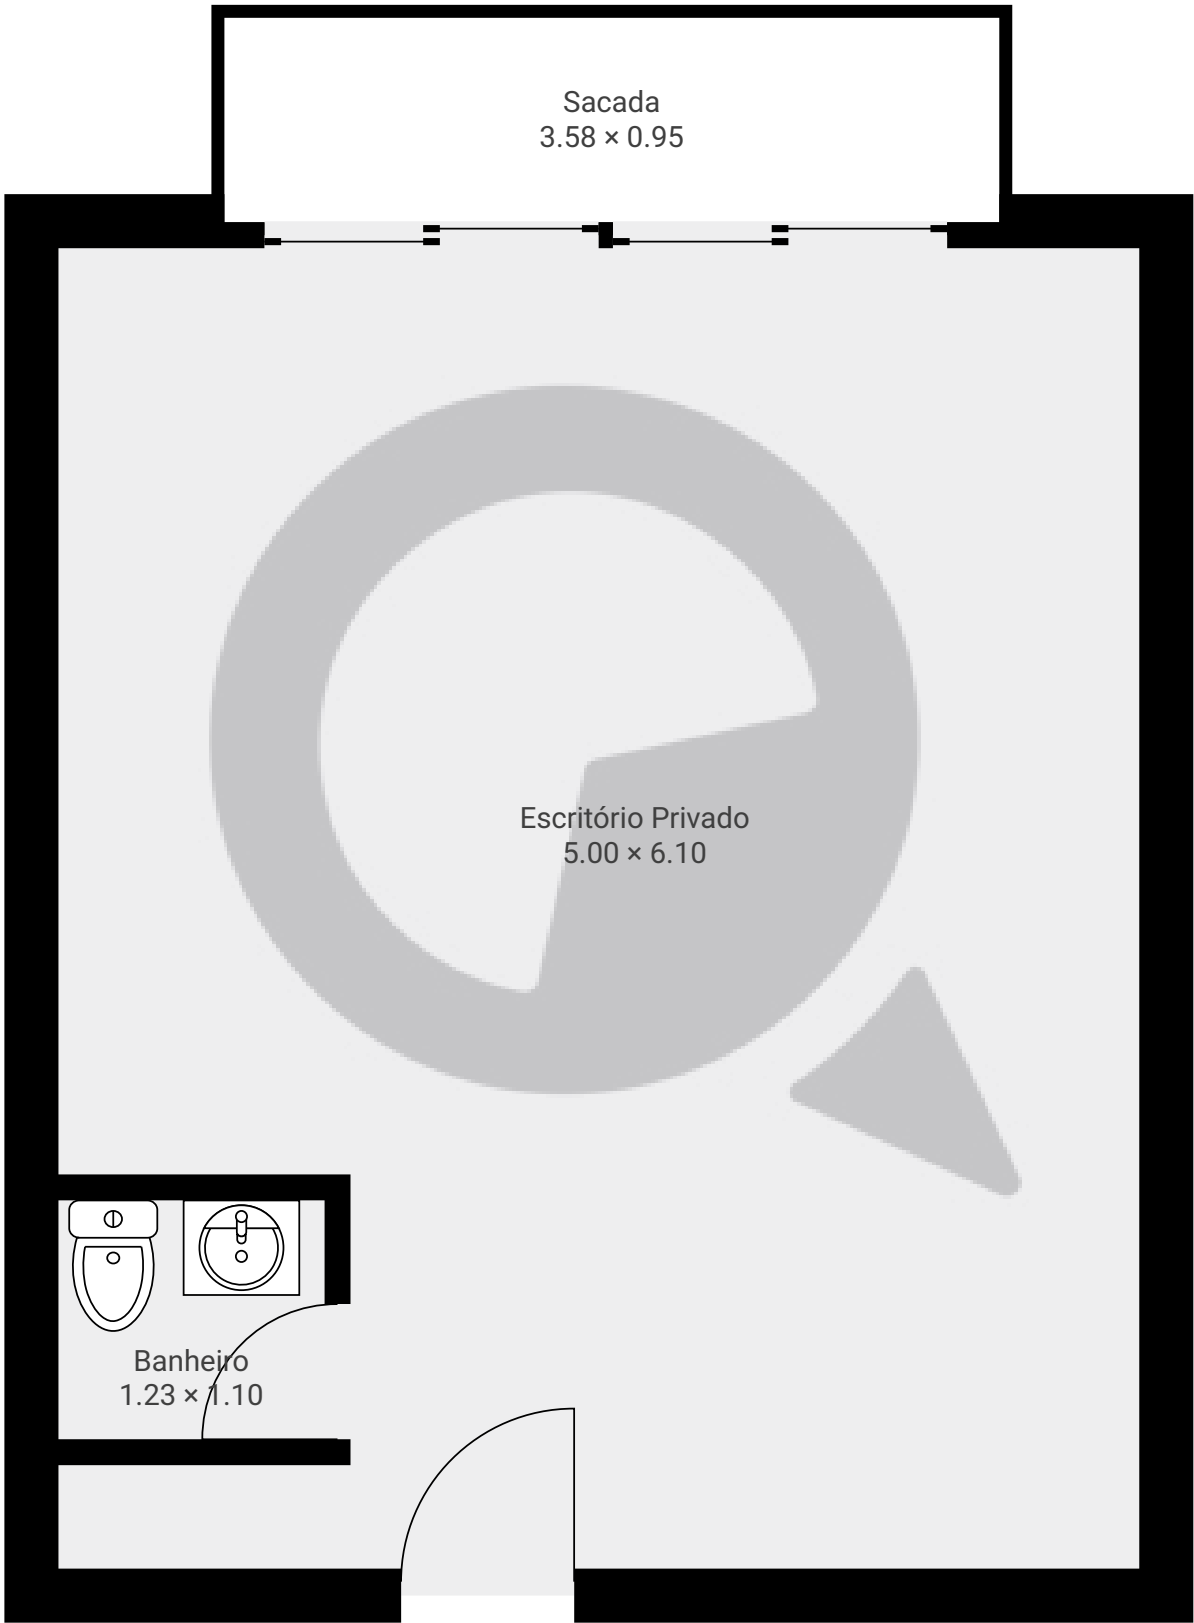 Sacada
3.58 × 0.95
Escritório Privado
5.00 × 6.10
Banheiro
1.23 × 1.10